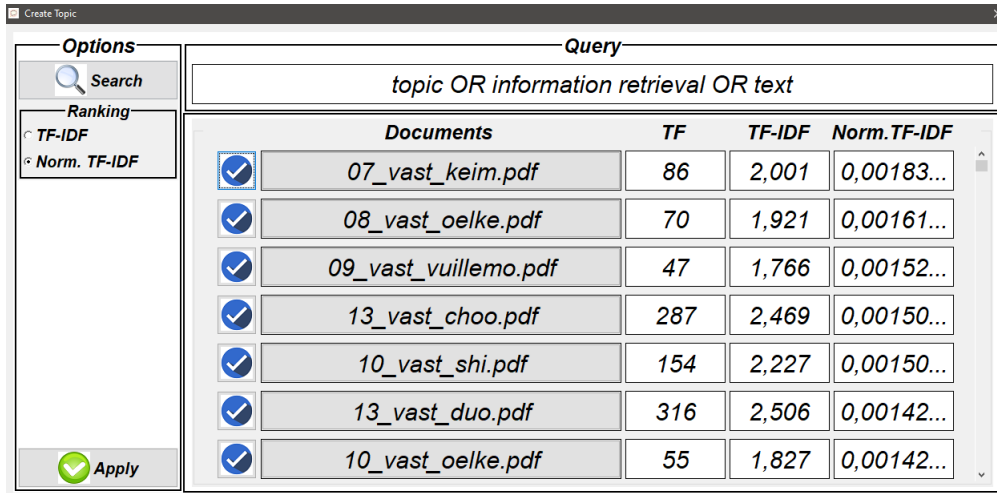 Create Topic
Options
Search
Ranking
TF-IDF
Norm. TF-IDF
Apply
Query
topic OR information retrieval OR text
Documents TF TF-IDF Norm.TF-IDF
07_vast_keim.pdf 86 2,001 0,00183...
08_vast_oelke.pdf 70 1,921 0,00161...
09_vast_vuillemo.pdf 47 1,766 0,00152...
13_vast_choo.pdf 287 2,469 0,00150...
10_vast_shi.pdf 154 2,227 0,00150...
13_vast_duo.pdf 316 2,506 0,00142...
10_vast_oelke.pdf 55 1,827 0,00142...